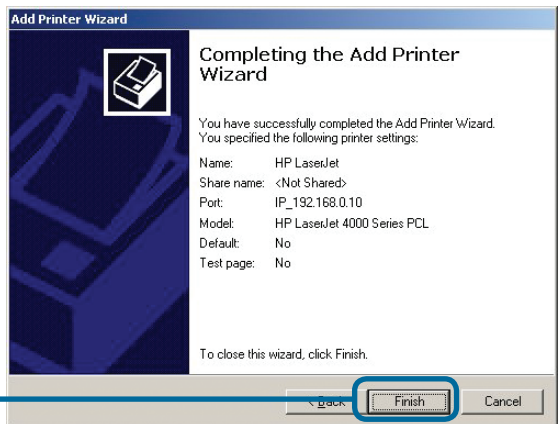 Add Printer Wizard
Completing the Add Printer
Wizard
You have successfully completed the Add Printer Wizard.
You specified the following printer settings:
Name: HP LaserJet
Share name: <Not Shared>
Port: IP_192.168.0.10
Model: HP LaserJet 4000 Series PCL
Default: No
Test page: No
To close this wizard, click Finish.
< Back Finish Cancel